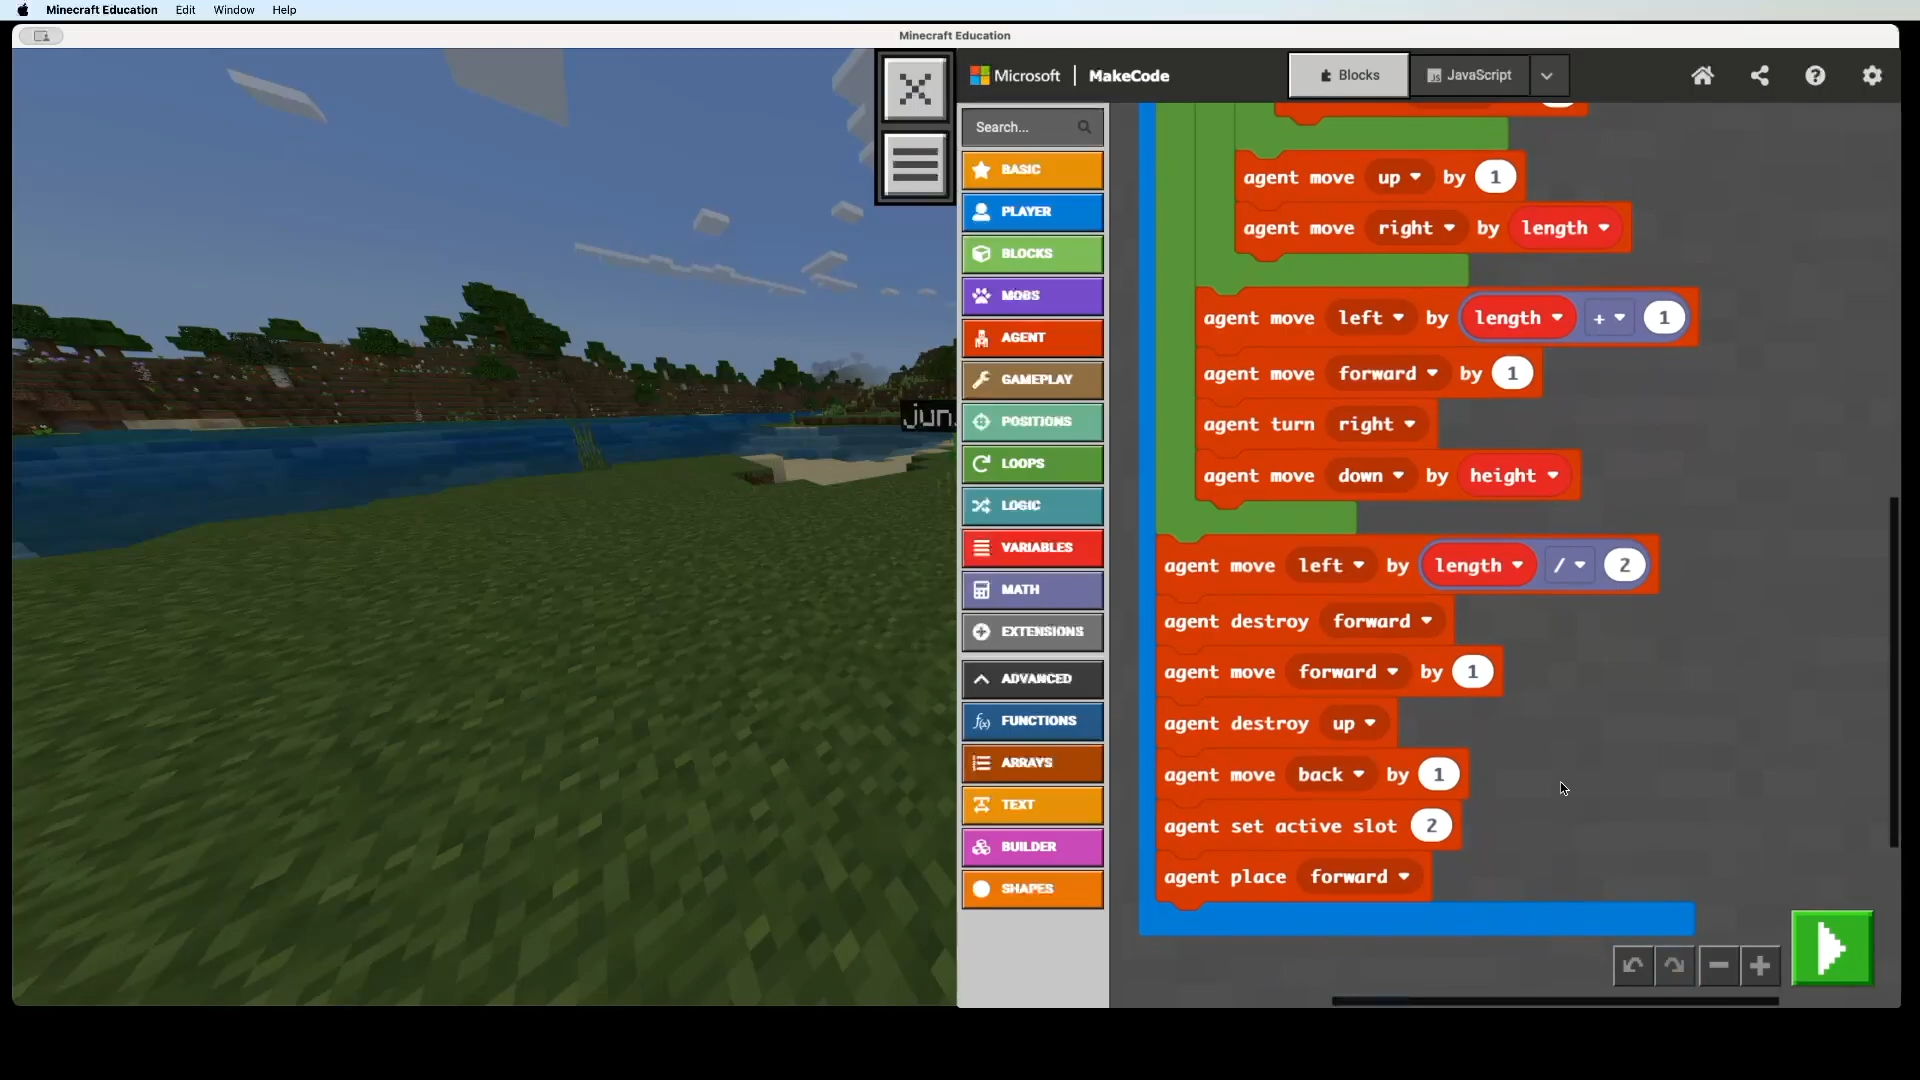 Minecraft Education Edit Window Help
Minecraft Education
Microsoft | MakeCode
Blocks
JavaScript
Search...
BASIC
PLAYER
BLOCKS
MOBS
AGENT
GAMEPLAY
POSITIONS
LOOPS
LOGIC
VARIABLES
MATH
EXTENSIONS
ADVANCED
FUNCTIONS
ARRAYS
TEXT
BUILDER
SHAPES
jun
agent move up by 1
agent move right by length
agent move left by length + 1
agent move forward by 1
agent turn right
agent move down by height
agent move left by length / 2
agent destroy forward
agent move forward by 1
agent destroy up
agent move back by 1
agent set active slot 2
agent place forward